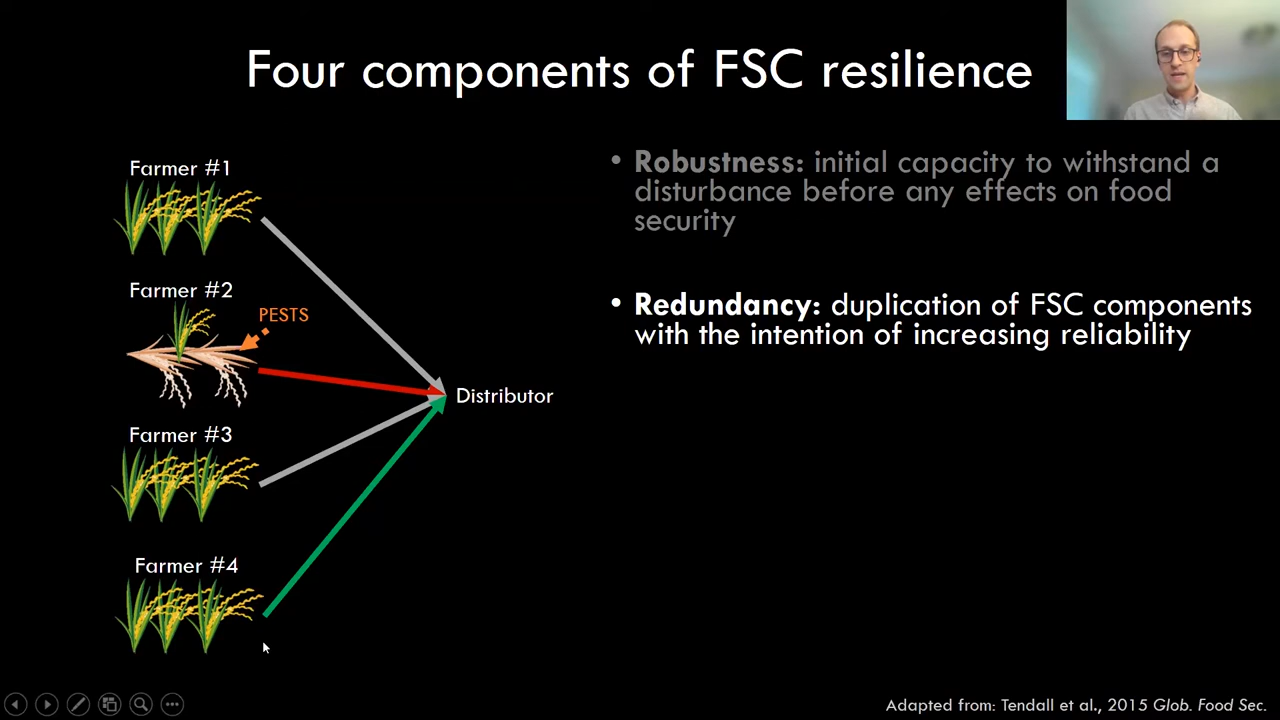 Four components of FSC resilience
Farmer #1
Farmer #2
PESTS
Farmer #3
Farmer #4
Distributor
• Robustness: initial capacity to withstand a
disturbance before any effects on food
security
• Redundancy: duplication of FSC components
with the intention of increasing reliability
Adapted from: Tendall et al., 2015 Glob. Food Sec.